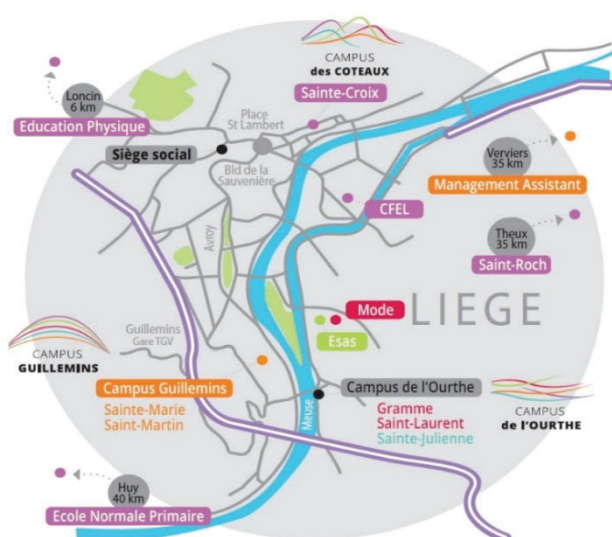 CAMPUS
des COTEAUX
Sainte-Croix
Loncin
6 km
Education Physique
Place
St Lambert
Siège social
Bld de la
Sauvenière
Verviers
35 km
Management Assistant
CFEL
Theux
35 km
Saint-Roch
Avroy
Mode
LIEGE
Esas
Guillemins
Gare TGV
CAMPUS
GUILLEMINS
Campus Guillemins
Sainte-Marie
Saint-Martin
Meuse
Campus de l'Ourthe
Gramme
Saint-Laurent
Sainte-Julienne
CAMPUS
de l'OURTHE
Huy
40 km
Ecole Normale Primaire